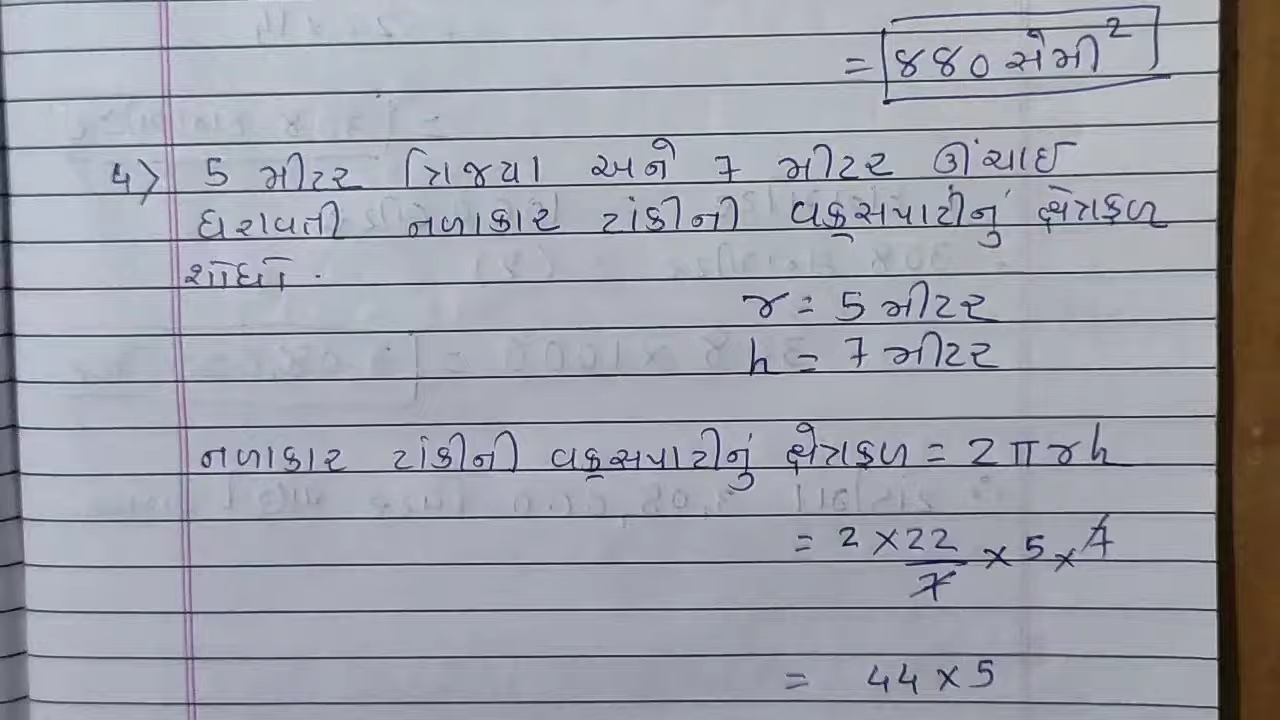 = 880 સેમી²
4) 5 મીટર ત્રિજ્યા અને 7 મીટર ઊંચાઈ
ધરાવતી નળાકાર ટાંકીની વક્રસપાટીનું ક્ષેત્રફળ
શોધો.
r = 5 મીટર
h = 7 મીટર
નળાકાર ટાંકીની વક્રસપાટીનું ક્ષેત્રફળ = 2πrh
= 2 × 22/7 × 5 × 7
= 44 × 5